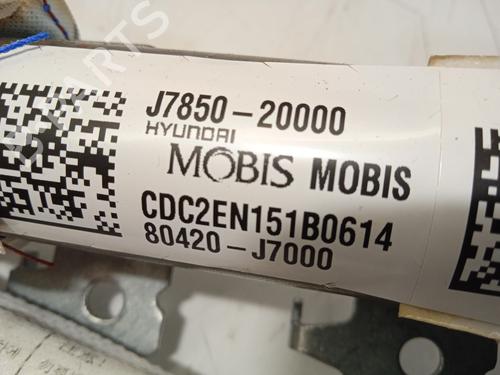 J7850-20000
HYUNDAI
MOBIS MOBIS
CDC2EN151B0614
80420-J7000